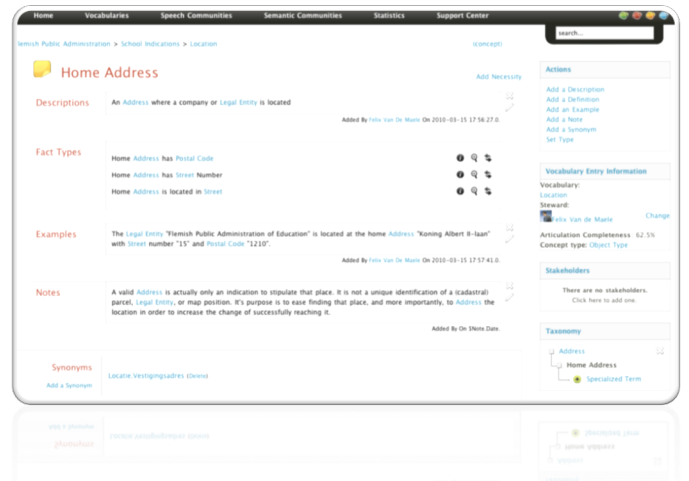 Home Vocabularies Speech Communities Semantic Communities Statistics Support Center
search...
lemish Public Administration > School Indications > Location (concept)
Home Address
Add Necessity
Descriptions
An Address where a company or Legal Entity is located
Added By Felix Van De Maele On 2010-03-15 17:56:27.0.
Fact Types
Home Address has Postal Code
Home Address has Street Number
Home Address is located in Street
Examples
The Legal Entity "Flemish Public Administration of Education" is located at the home Address "Koning Albert II-laan"
with Street number "15" and Postal Code "1210".
Added By Felix Van De Maele On 2010-03-15 17:57:41.0.
Notes
A valid Address is actually only an indication to stipulate that place. It is not a unique identification of a (cadastral)
parcel, Legal Entity, or map position. It's purpose is to ease finding that place, and more importantly, to Address the
location in order to increase the change of successfully reaching it.
Added By On $Note.Date.
Synonyms
Add a Synonym
Locatie Vestigingsadres (Delete)
Actions
Add a Description
Add a Definition
Add an Example
Add a Note
Add a Synonym
Set Type
Vocabulary Entry Information
Vocabulary:
Location
Steward:
Felix Van de Maele Change
Articulation Completeness 62.5%
Concept type: Object Type
Stakeholders
There are no stakeholders.
Click here to add one.
Taxonomy
Address
Home Address
Specialized Term